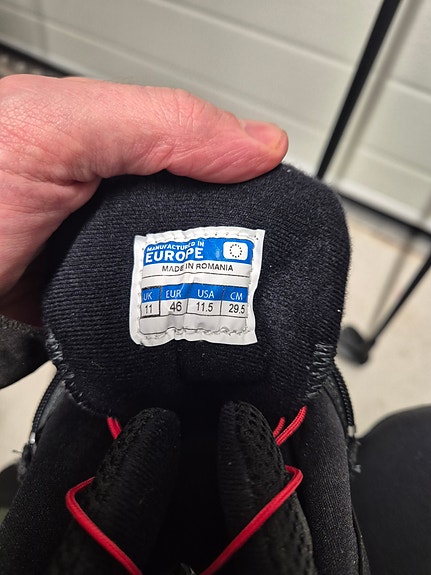 MANUFACTURED IN
EUROPE
MADE IN ROMANIA
UK EUR USA CM
11 46 11.5 29.5